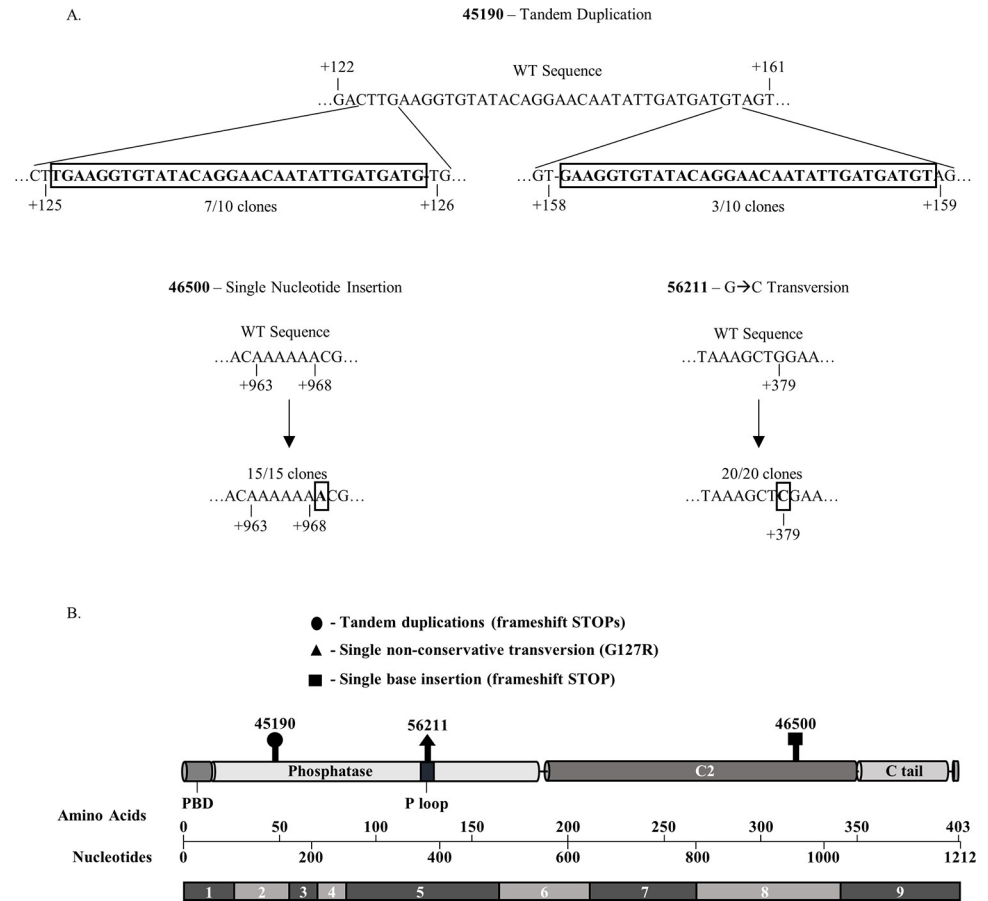 A.
45190 – Tandem Duplication
+122 WT Sequence +161
…GACTTGAAGGTGTATACAGGAACAATATTGATGATGTAGT…
…CTTGAAGGTGTATACAGGAACAATATTGATGATG-TG… …GT-GAAGGTGTATACAGGAACAATATTGATGATGTAG…
+125 7/10 clones +126 +158 3/10 clones +159
46500 – Single Nucleotide Insertion
WT Sequence
…ACAAAAAACG…
+963 +968
15/15 clones
…ACAAAAAAACG…
+963 +968
56211 – G→C Transversion
WT Sequence
…TAAAGCTGGAA…
+379
20/20 clones
…TAAAGCTCGAA…
+379
B.
- Tandem duplications (frameshift STOPs)
- Single non-conservative transversion (G127R)
- Single base insertion (frameshift STOP)
45190 56211 46500
Phosphatase C2 C tail
PBD P loop
Amino Acids
0 50 100 150 200 250 300 350 403
Nucleotides
0 200 400 600 800 1000 1212
1 2 3 4 5 6 7 8 9